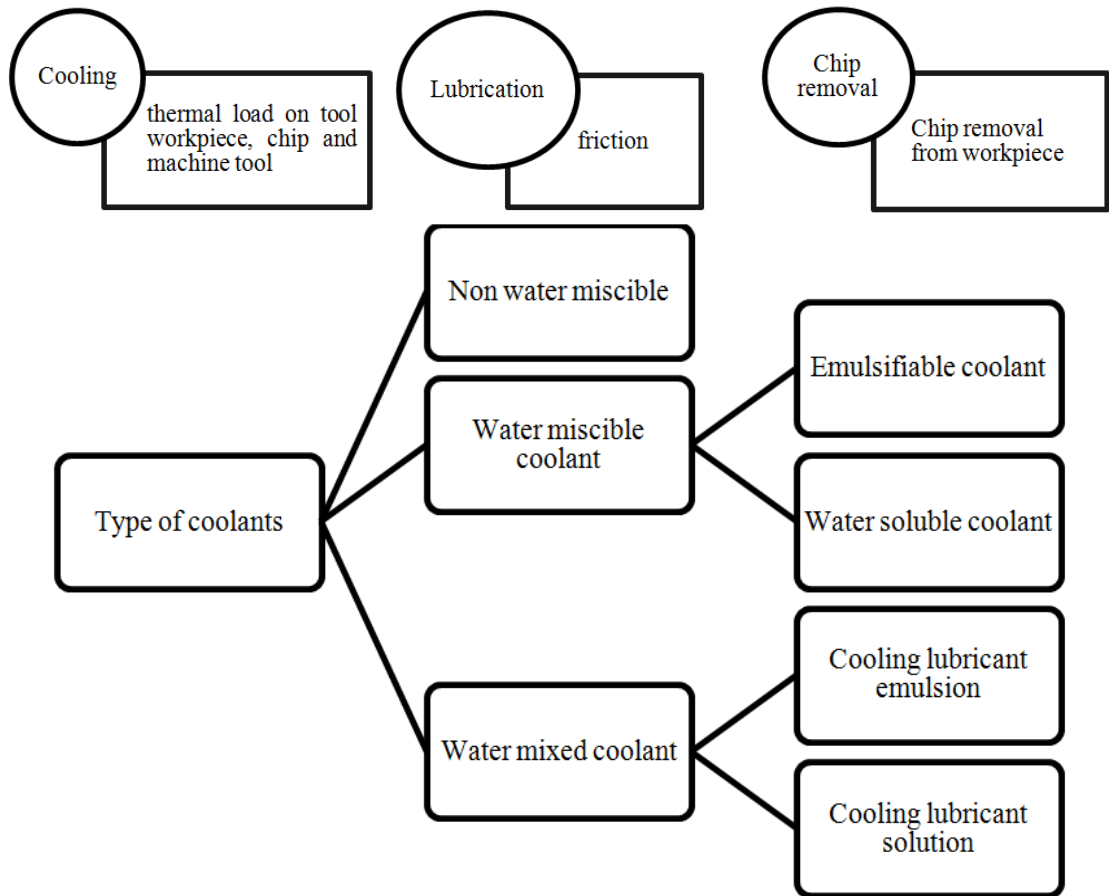 Cooling
thermal load on tool
workpiece, chip and
machine tool
Lubrication
friction
Chip
removal
Chip removal
from workpiece
Type of coolants
Non water miscible
Water miscible
coolant
Emulsifiable coolant
Water soluble coolant
Water mixed coolant
Cooling lubricant
emulsion
Cooling lubricant
solution